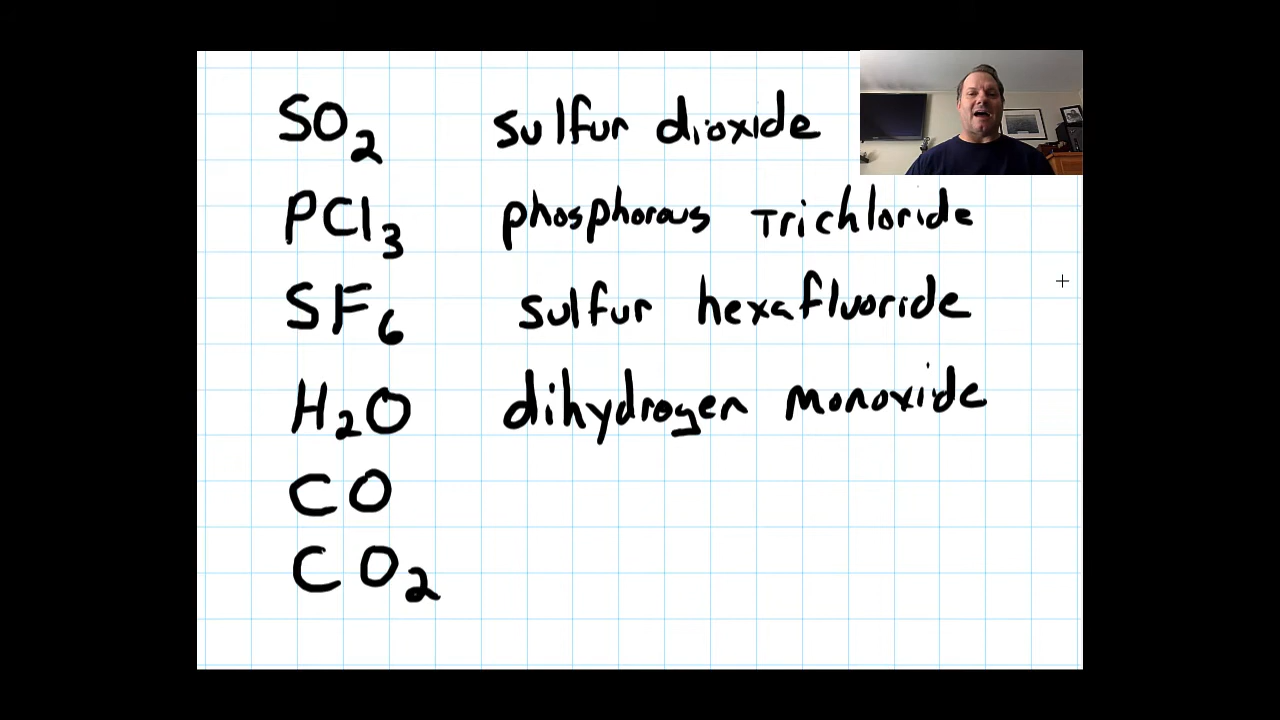 SO₂ sulfur dioxide
PCl₃ phosphorous Trichloride
SF₆ sulfur hexafluoride
H₂O dihydrogen monoxide
CO
CO₂